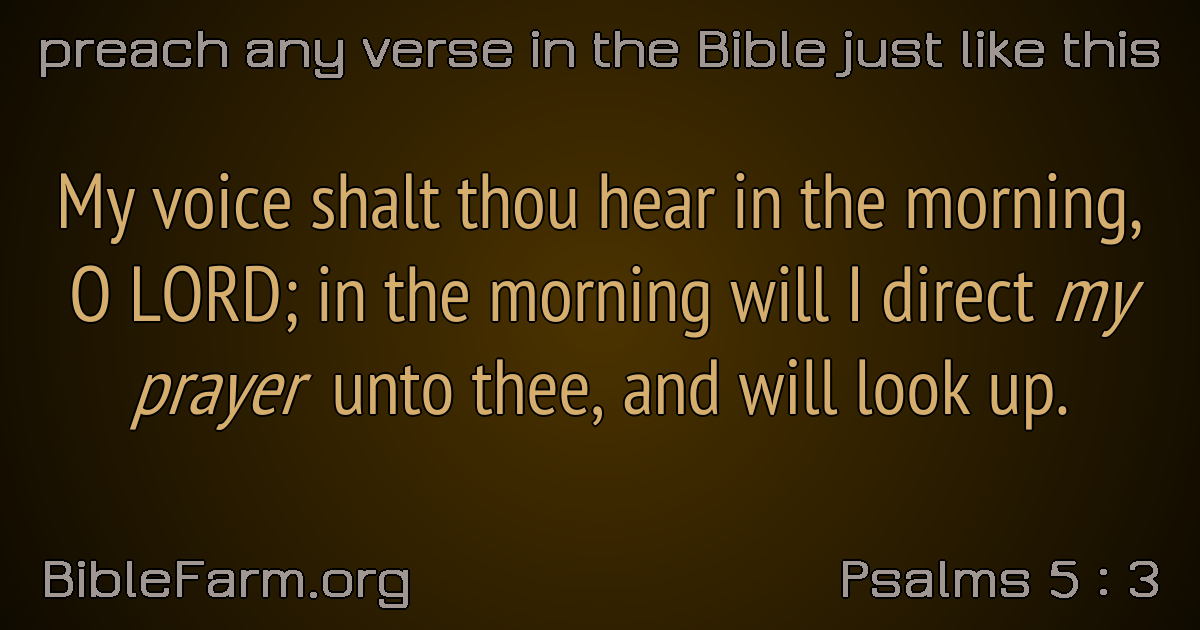 preach any verse in the Bible just like this
My voice shalt thou hear in the morning,
O LORD; in the morning will I direct my
prayer unto thee, and will look up.
BibleFarm.org
Psalms 5 : 3